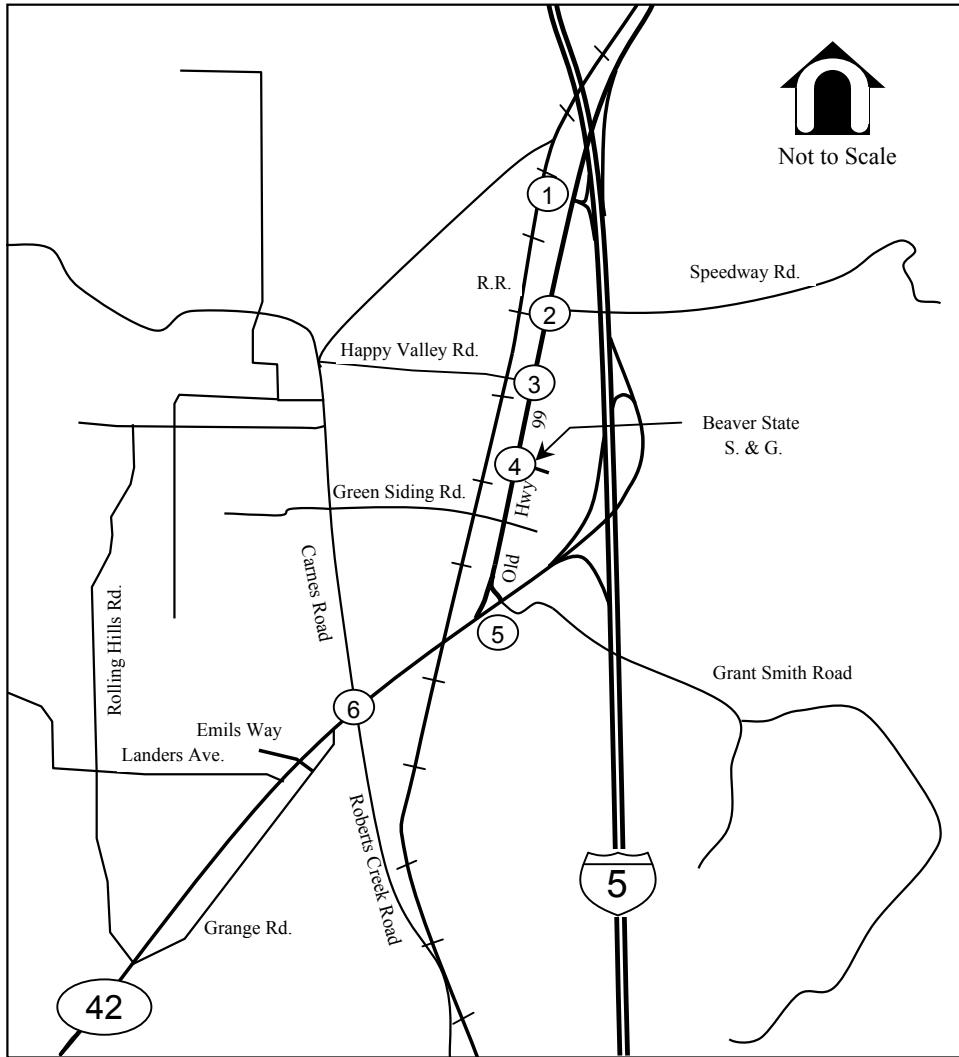 Not to Scale
1
Speedway Rd.
R.R.
2
Happy Valley Rd.
3
99
Beaver State
S. & G.
4
Green Siding Rd.
Hwy
Carnes Road
Old
Rolling Hills Rd.
5
Grant Smith Road
6
Emils Way
Landers Ave.
Roberts Creek Road
5
Grange Rd.
42